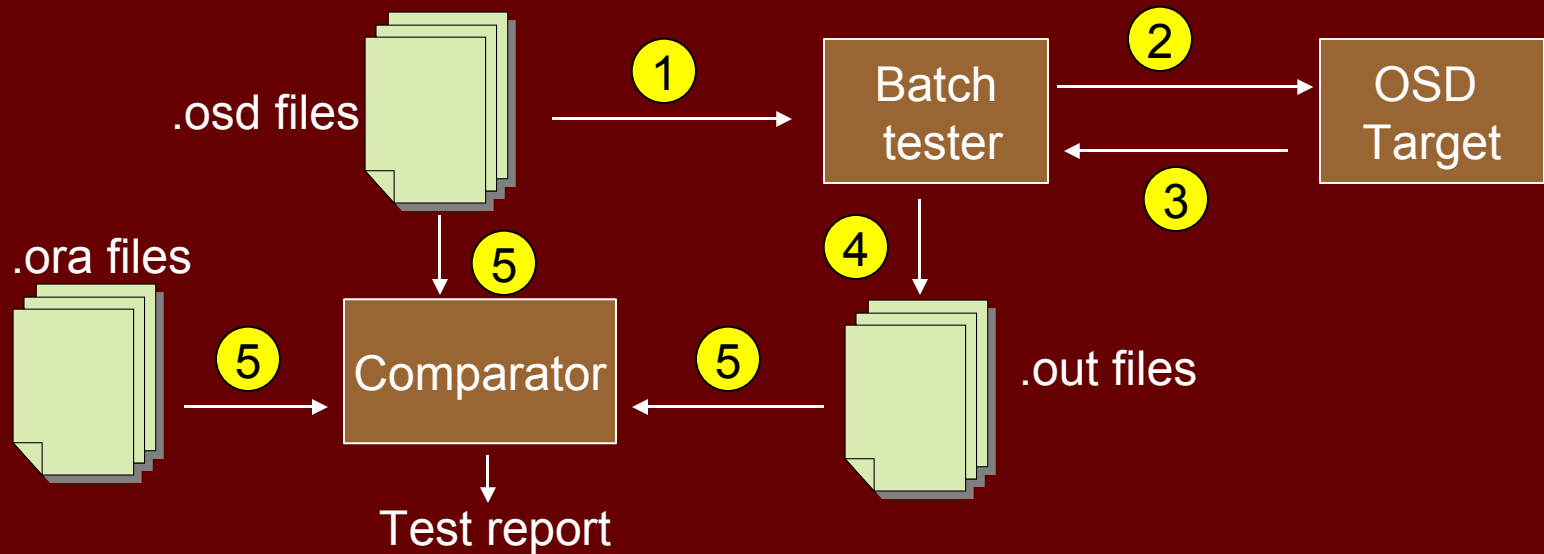 .osd files
1
Batch
tester
2
OSD
Target
3
.ora files
5
5
4
Comparator
5
.out files
Test report